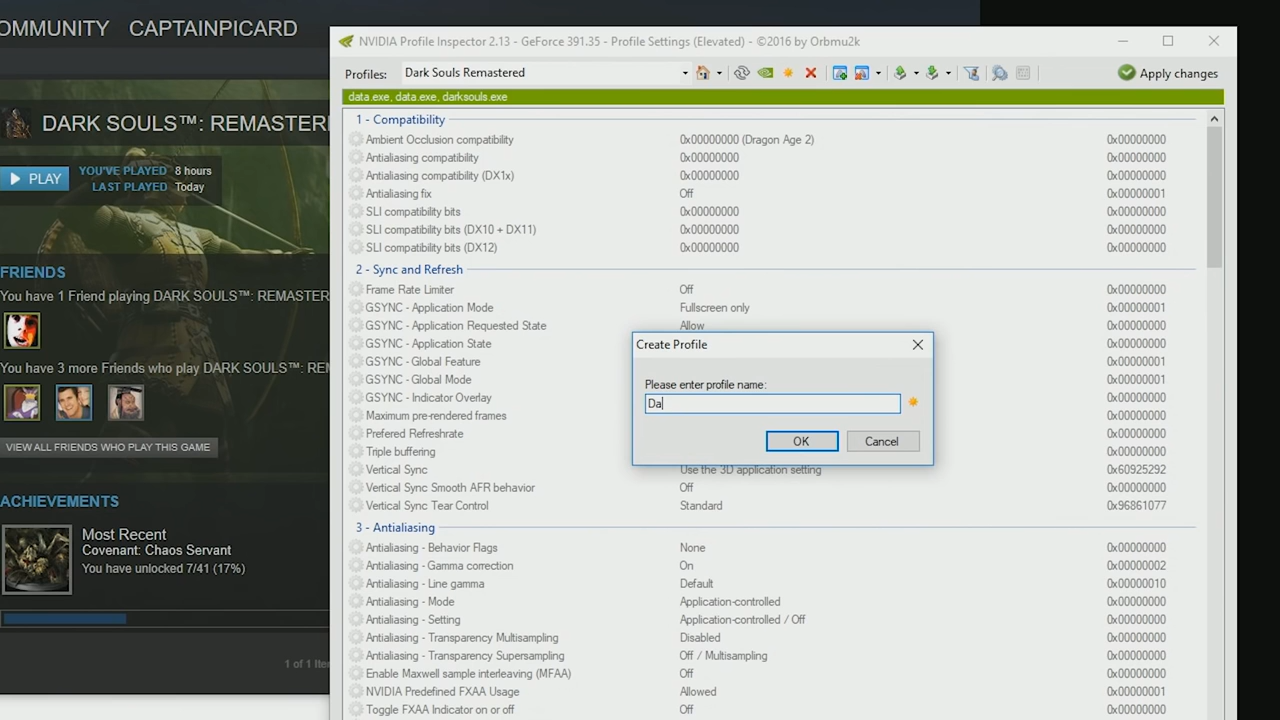 OMMUNITY CAPTAINPICARD
DARK SOULS™: REMASTER
PLAY
YOU'VE PLAYED 8 hours
LAST PLAYED Today
FRIENDS
You have 1 Friend playing DARK SOULS™: REMASTER
You have 3 more Friends who play DARK SOULS™: REM
VIEW ALL FRIENDS WHO PLAY THIS GAME
ACHIEVEMENTS
Most Recent
Covenant: Chaos Servant
You have unlocked 7/41 (17%)
1 of 1 Ite
NVIDIA Profile Inspector 2.13 - GeForce 391.35 - Profile Settings (Elevated) - ©2016 by Orbmu2k
Profiles: Dark Souls Remastered Apply changes
data.exe, data.exe, darksouls.exe
1 - Compatibility
Ambient Occlusion compatibility 0x00000000 (Dragon Age 2) 0x00000000
Antialiasing compatibility 0x00000000 0x00000000
Antialiasing compatibility (DX1x) 0x00000000 0x00000000
Antialiasing fix Off 0x00000001
SLI compatibility bits 0x00000000 0x00000000
SLI compatibility bits (DX10 + DX11) 0x00000000 0x00000000
SLI compatibility bits (DX12) 0x00000000 0x00000000
2 - Sync and Refresh
Frame Rate Limiter Off 0x00000000
GSYNC - Application Mode Fullscreen only 0x00000001
GSYNC - Application Requested State Allow 0x00000000
GSYNC - Application State 0x00000000
GSYNC - Global Feature 0x00000001
GSYNC - Global Mode 0x00000001
GSYNC - Indicator Overlay 0x00000000
Maximum pre-rendered frames 0x00000000
Prefered Refreshrate 0x00000000
Triple buffering 0x00000000
Vertical Sync Use the 3D application setting 0x60925292
Vertical Sync Smooth AFR behavior Off 0x00000000
Vertical Sync Tear Control Standard 0x96861077
3 - Antialiasing
Antialiasing - Behavior Flags None 0x00000000
Antialiasing - Gamma correction On 0x00000002
Antialiasing - Line gamma Default 0x00000010
Antialiasing - Mode Application-controlled 0x00000000
Antialiasing - Setting Application-controlled / Off 0x00000000
Antialiasing - Transparency Multisampling Disabled 0x00000000
Antialiasing - Transparency Supersampling Off / Multisampling 0x00000000
Enable Maxwell sample interleaving (MFAA) Off 0x00000000
NVIDIA Predefined FXAA Usage Allowed 0x00000001
Toggle FXAA Indicator on or off Off 0x00000000
Create Profile
Please enter profile name:
Da
OK Cancel